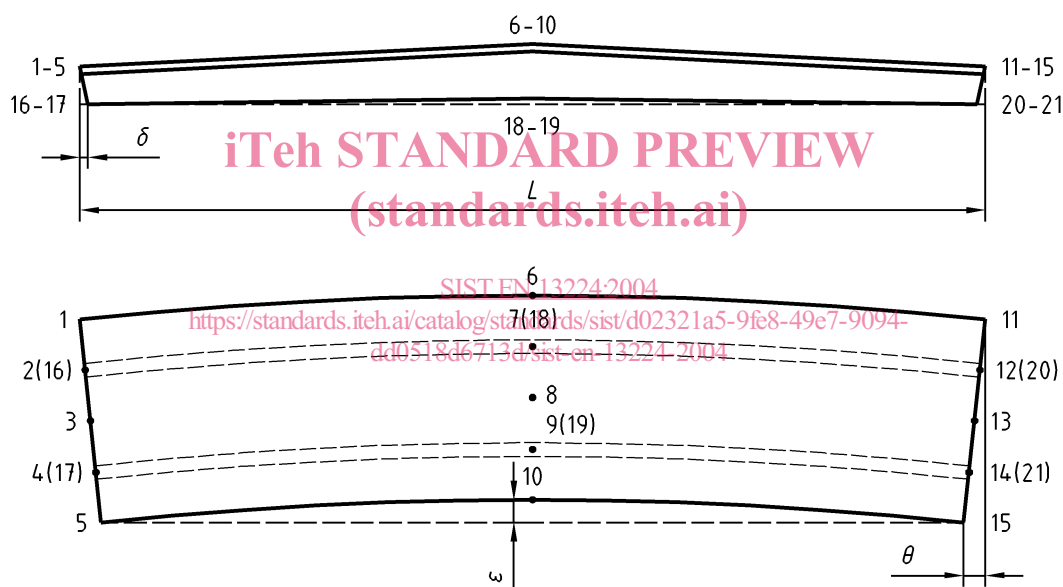 6-10
1-5
11-15
16-17
20-21
18-19
δ
iTeh STANDARD PREVIEW
L
(standards.iteh.ai)
6
SIST EN 13224:2004
1
7(18)
11
https://standards.iteh.ai/catalog/standards/sist/d02321a5-9fe8-49e7-9094-
dd0518d6713d/sist-en-13224-2004
2(16)
12(20)
8
3
9(19)
13
4(17)
10
14(21)
5
15
θ
ε